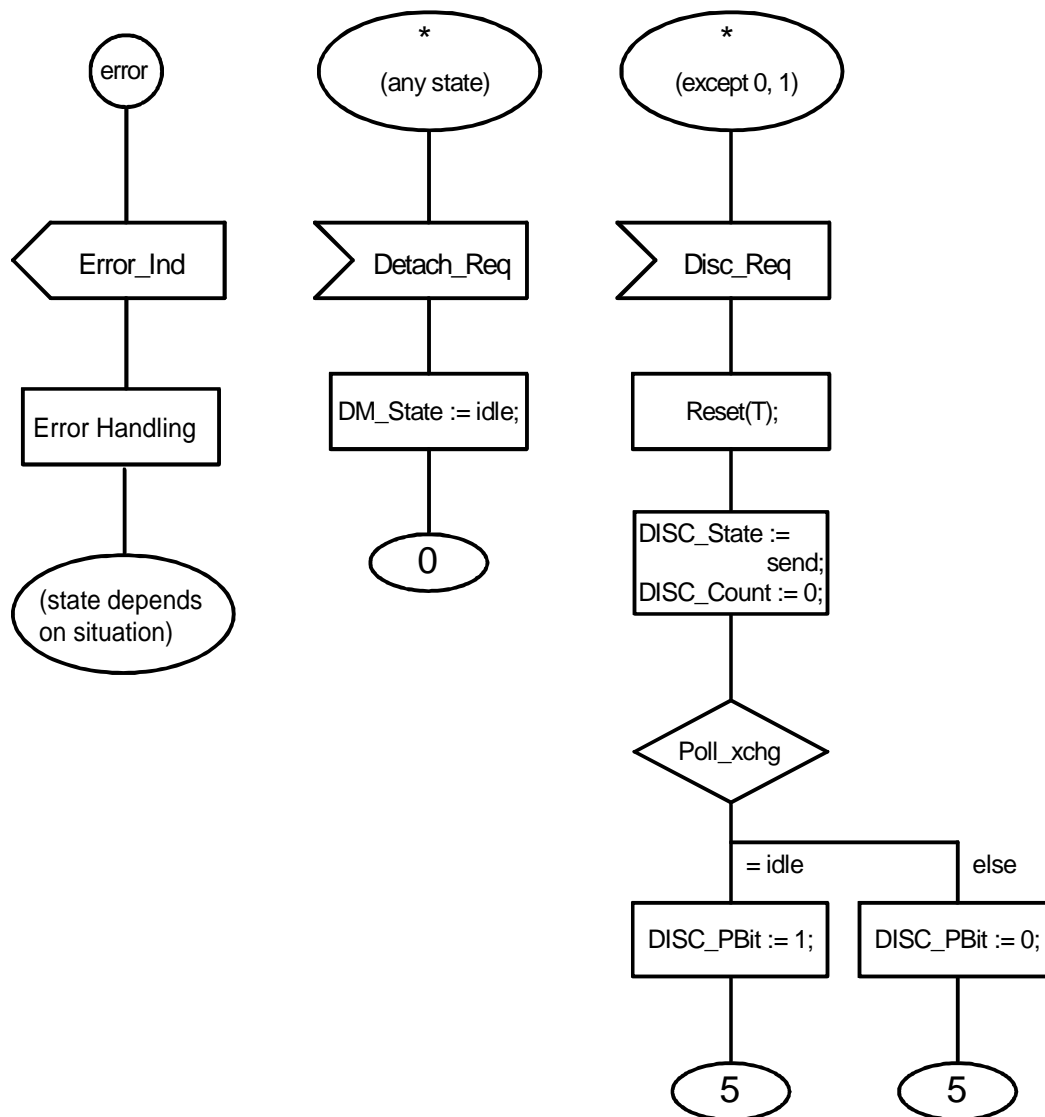 error
Error_Ind
Error Handling
(state depends
on situation)
*
(any state)
Detach_Req
DM_State := idle;
0
*
(except 0, 1)
Disc_Req
Reset(T);
DISC_State :=
send;
DISC_Count := 0;
Poll_xchg
= idle
else
DISC_PBit := 1;
DISC_PBit := 0;
5
5